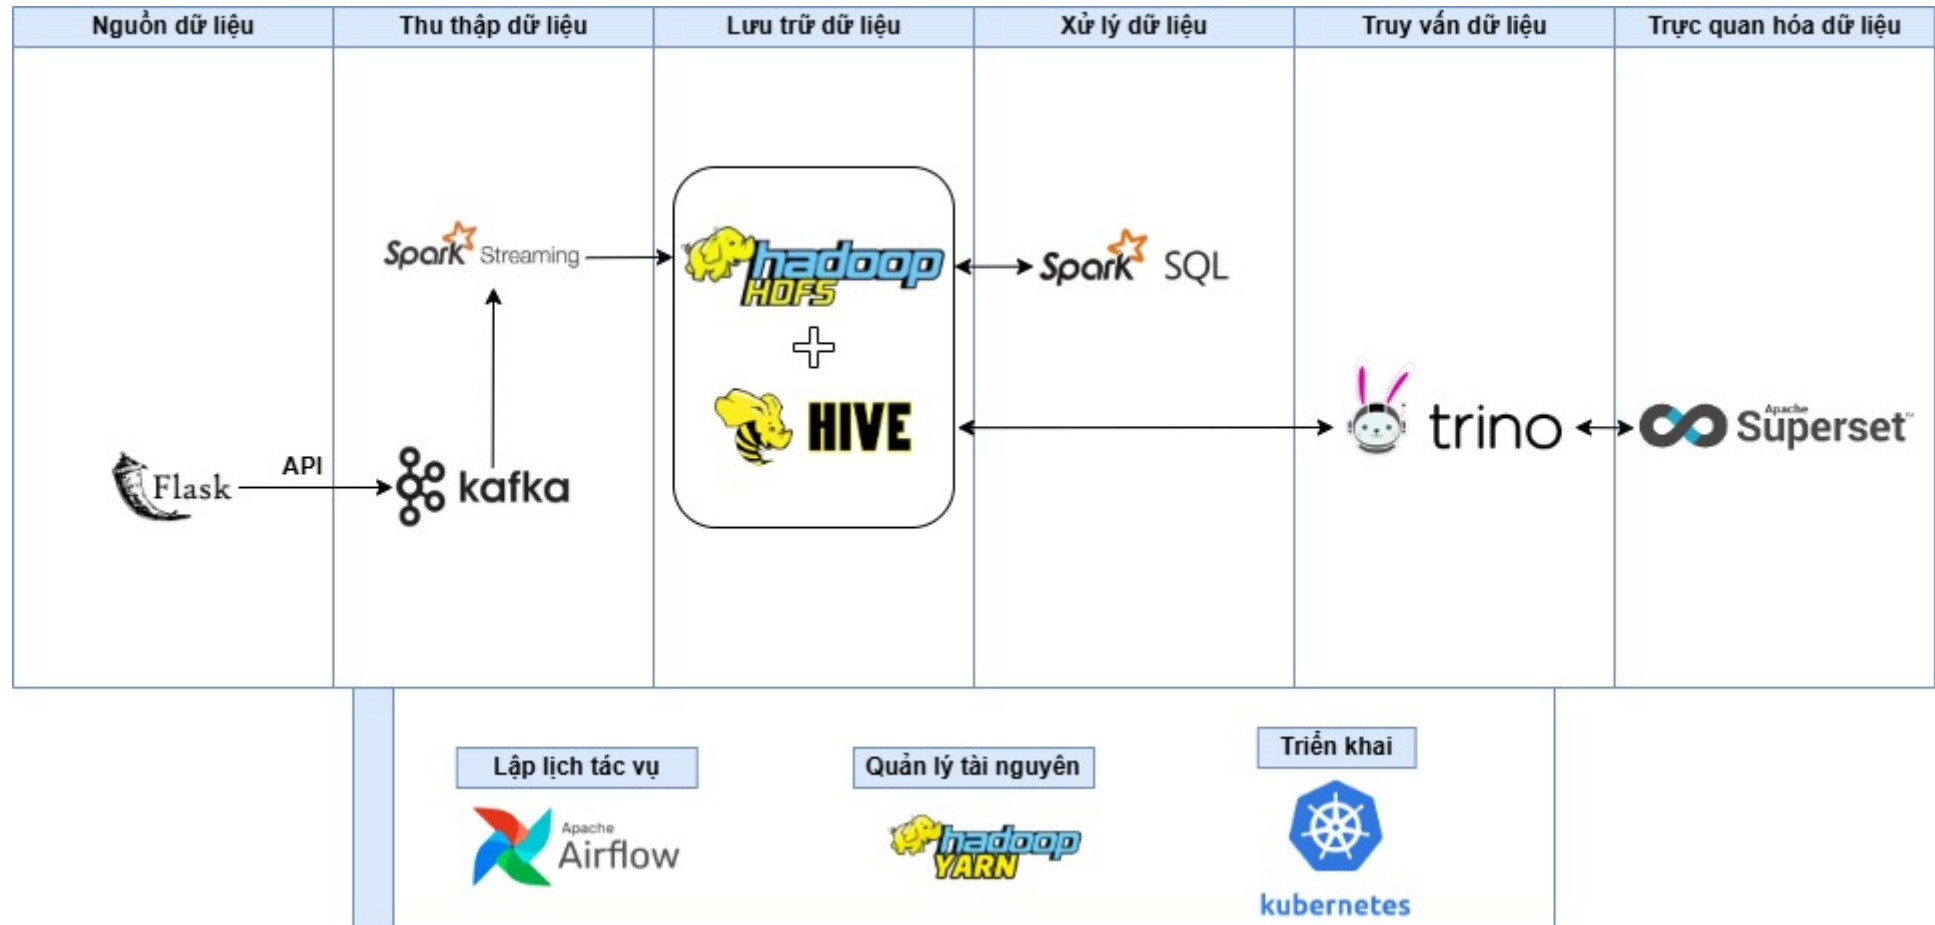 Nguồn dữ liệu
Thu thập dữ liệu
Lưu trữ dữ liệu
Xử lý dữ liệu
Truy vấn dữ liệu
Trực quan hóa dữ liệu
Spark Streaming
hadoop
HDFS
Spark SQL
HIVE
trino
Apache
Superset
API
Flask
kafka
Lập lịch tác vụ
Quản lý tài nguyên
Triển khai
Apache
Airflow
hadoop
YARN
kubernetes